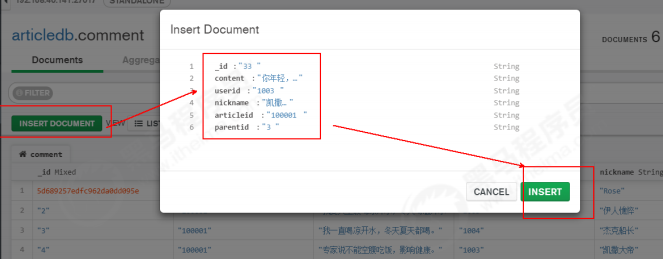 STANDALONE
articledb.comment
DOCUMENTS 6
Documents
Aggrega
FILTER
INSERT DOCUMENT
VIEW
LIST
Insert Document
1 _id :"33 " String
2 content :"你年轻，… String
3 userid :"1003 " String
4 nickname :"凯撒… String
5 articleid :"100001 " String
6 parentid :"3 " String
CANCEL
INSERT
comment
_id Mixed
nickname String
1 5d689257edfc962da0dd095e "Rose"
2 "2" "伊人憔悴"
3 "3" "100001" "我一直喝凉开水，冬天夏天都喝。" "1004" "杰克船长"
4 "4" "100001" "专家说不能空腹吃饭，影响健康。" "1003" "凯撒大帝"